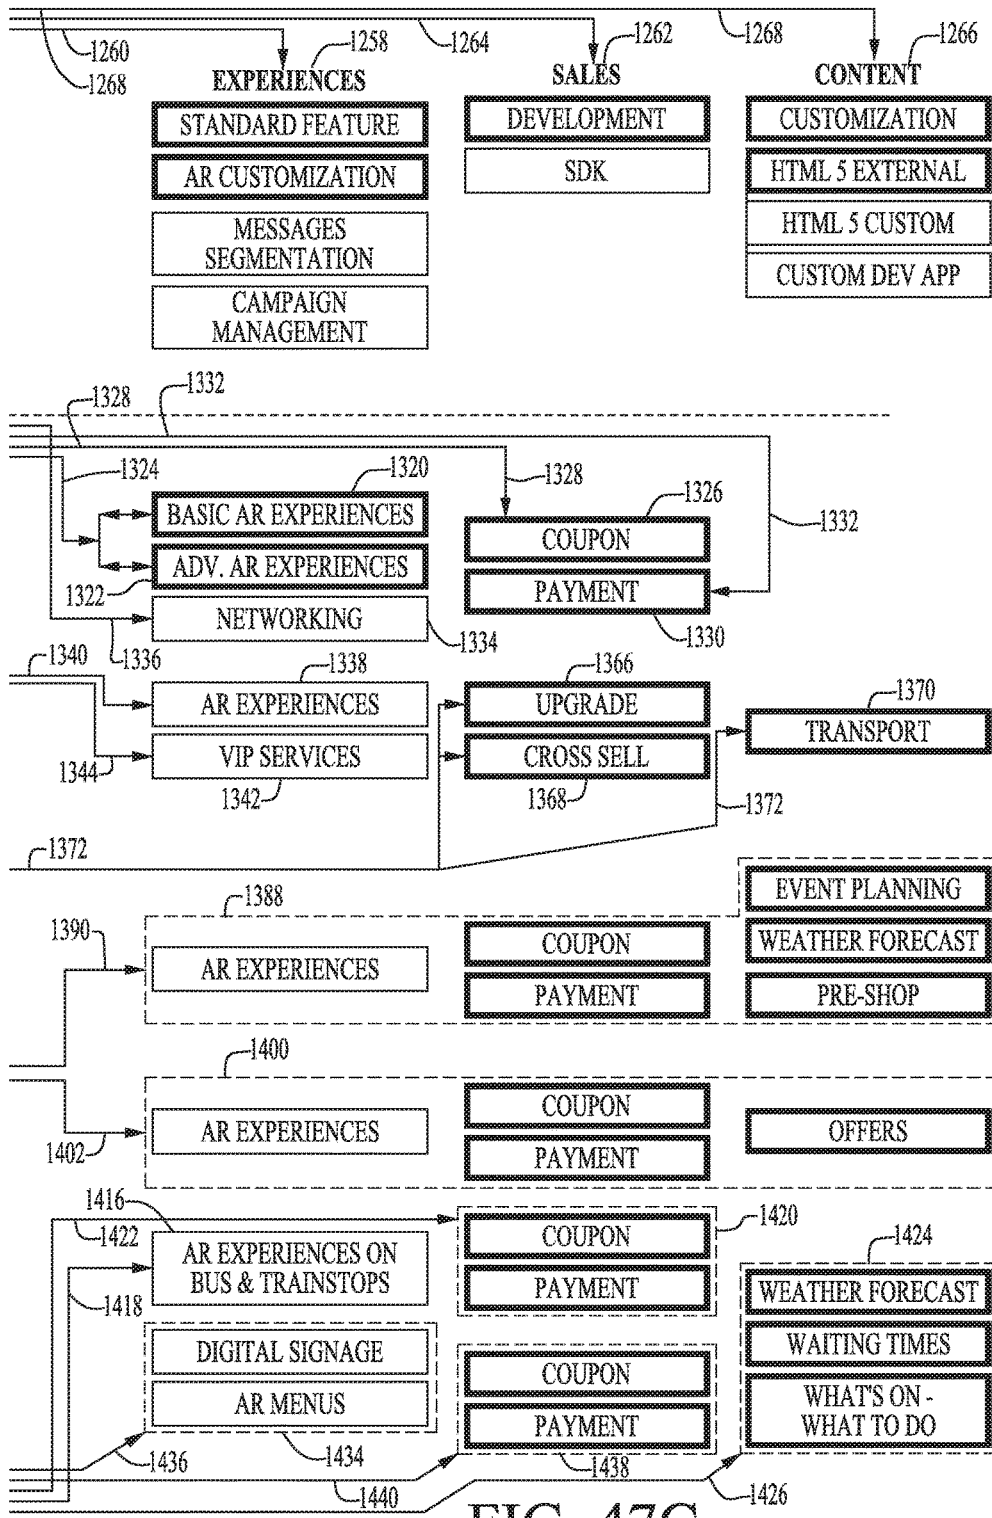 1260
1268
1258
1264
1262
1268
1266
EXPERIENCES
SALES
CONTENT
STANDARD FEATURE
DEVELOPMENT
CUSTOMIZATION
AR CUSTOMIZATION
SDK
HTML 5 EXTERNAL
MESSAGES
SEGMENTATION
HTML 5 CUSTOM
CAMPAIGN
MANAGEMENT
CUSTOM DEV APP
1328
1332
1324
1320
1328
1326
1332
BASIC AR EXPERIENCES
COUPON
ADV. AR EXPERIENCES
1322
PAYMENT
NETWORKING
1336
1334
1330
1340
1338
1366
1370
AR EXPERIENCES
UPGRADE
TRANSPORT
VIP SERVICES
CROSS SELL
1344
1342
1368
1372
1372
1388
EVENT PLANNING
1390
AR EXPERIENCES
COUPON
WEATHER FORECAST
PAYMENT
PRE-SHOP
1400
1402
AR EXPERIENCES
COUPON
OFFERS
PAYMENT
1416
1422
1420
1424
AR EXPERIENCES ON
BUS & TRAINSTOPS
COUPON
1418
PAYMENT
WEATHER FORECAST
DIGITAL SIGNAGE
WAITING TIMES
COUPON
AR MENUS
PAYMENT
WHAT'S ON -
WHAT TO DO
1436
1434
1438
1440
1426
FIG. 47C